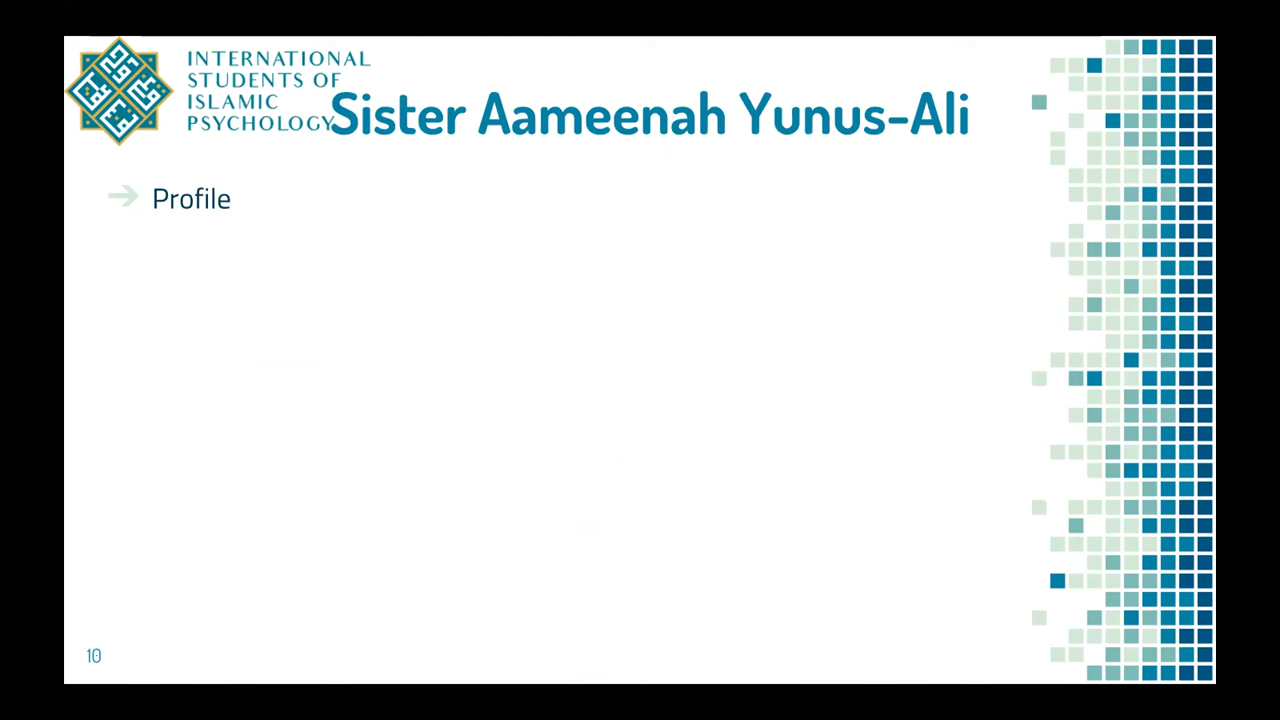 INTERNATIONAL
STUDENTS OF
ISLAMIC
PSYCHOLOGY
Sister Aameenah Yunus-Ali
Profile
10